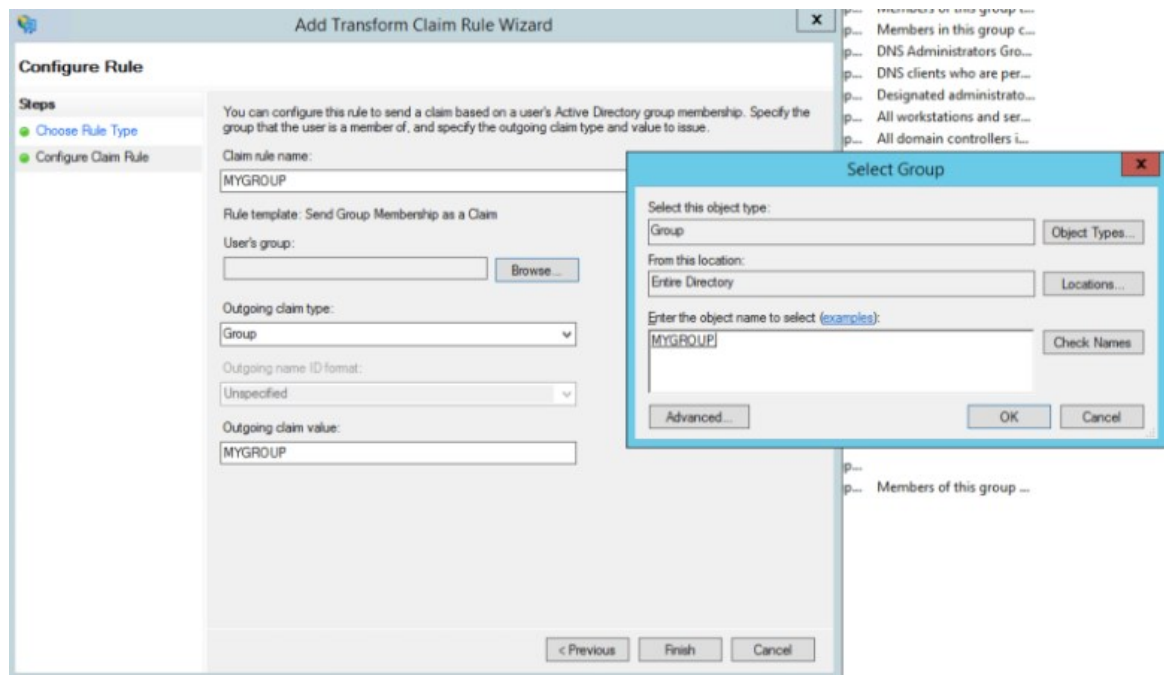 Add Transform Claim Rule Wizard
x
Configure Rule
Steps
Choose Rule Type
Configure Claim Rule
You can configure this rule to send a claim based on a user's Active Directory group membership. Specify the
group that the user is a member of, and specify the outgoing claim type and value to issue.
Claim rule name:
MYGROUP
Rule template: Send Group Membership as a Claim
User's group:
Browse...
Outgoing claim type:
Group
Outgoing name ID format:
Unspecified
Outgoing claim value:
MYGROUP
< Previous
Finish
Cancel
p... Members of this group t...
p... Members in this group c...
p... DNS Administrators Gro...
p... DNS clients who are per...
p... Designated administrato...
p... All workstations and ser...
p... All domain controllers i...
Select Group
x
Select this object type:
Group
Object Types...
From this location:
Entire Directory
Locations...
Enter the object name to select (examples):
MYGROUP
Check Names
Advanced...
OK
Cancel
p...
p... Members of this group ...